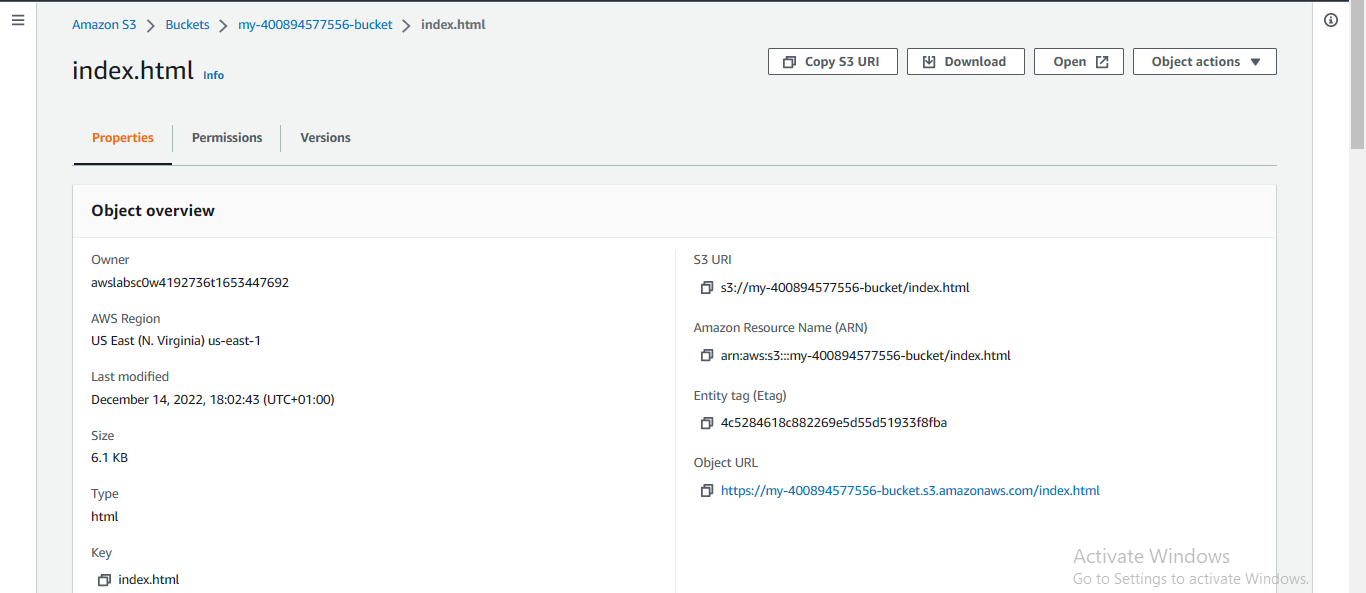 Amazon S3 > Buckets > my-400894577556-bucket > index.html
index.html Info
Copy S3 URI Download Open Object actions
Properties Permissions Versions
Object overview
Owner
awslabsc0w4192736t1653447692
AWS Region
US East (N. Virginia) us-east-1
Last modified
December 14, 2022, 18:02:43 (UTC+01:00)
Size
6.1 KB
Type
html
Key
index.html
S3 URI
s3://my-400894577556-bucket/index.html
Amazon Resource Name (ARN)
arn:aws:s3:::my-400894577556-bucket/index.html
Entity tag (Etag)
4c5284618c882269e5d55d51933f8fba
Object URL
https://my-400894577556-bucket.s3.amazonaws.com/index.html
Activate Windows
Go to Settings to activate Windows.